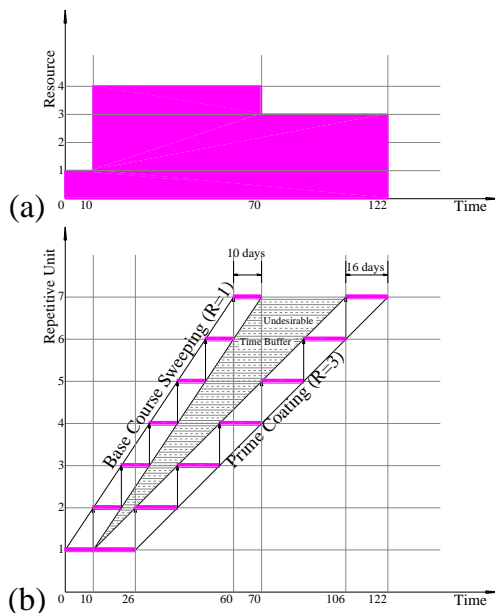 Resource
4
3
2
1
(a)
0 10 70 122 Time
Repetitive Unit
10 days
16 days
7
6
5
4
3
2
1
Base Course Sweeping (R=1)
Undesirable
Time Buffer
Prime Coating (R=3)
(b)
0 10 26 60 70 106 122 Time